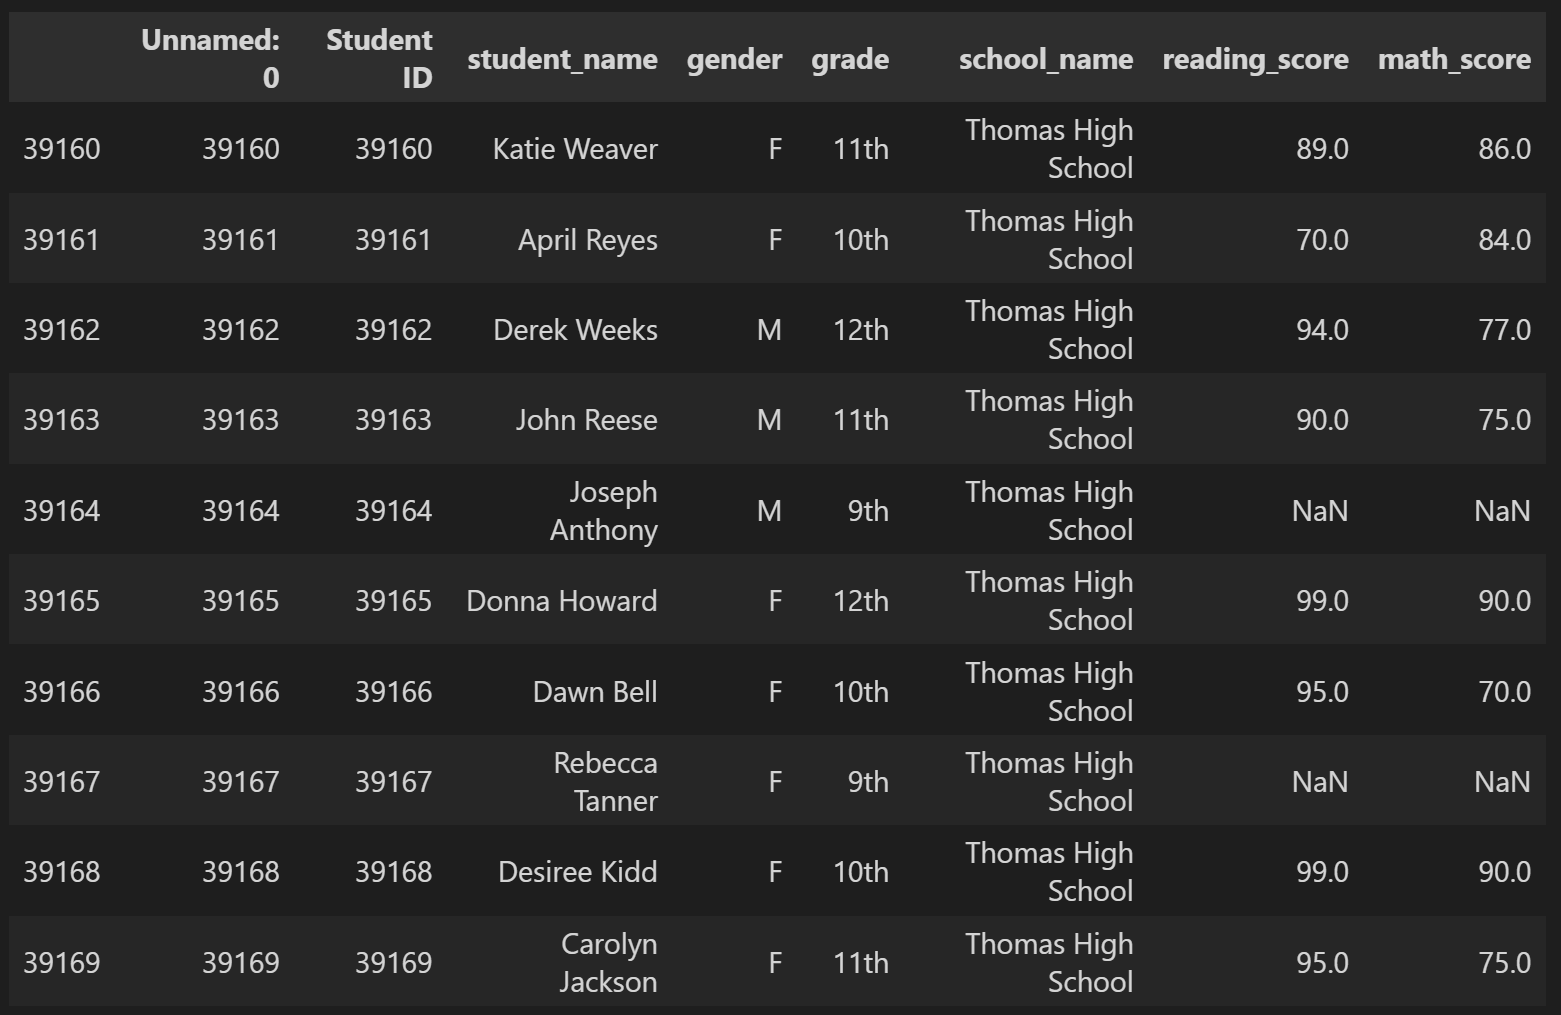 Unnamed: 0 Student ID student_name gender grade school_name reading_score math_score
39160 39160 39160 Katie Weaver F 11th Thomas High School 89.0 86.0
39161 39161 39161 April Reyes F 10th Thomas High School 70.0 84.0
39162 39162 39162 Derek Weeks M 12th Thomas High School 94.0 77.0
39163 39163 39163 John Reese M 11th Thomas High School 90.0 75.0
39164 39164 39164 Joseph Anthony M 9th Thomas High School NaN NaN
39165 39165 39165 Donna Howard F 12th Thomas High School 99.0 90.0
39166 39166 39166 Dawn Bell F 10th Thomas High School 95.0 70.0
39167 39167 39167 Rebecca Tanner F 9th Thomas High School NaN NaN
39168 39168 39168 Desiree Kidd F 10th Thomas High School 99.0 90.0
39169 39169 39169 Carolyn Jackson F 11th Thomas High School 95.0 75.0